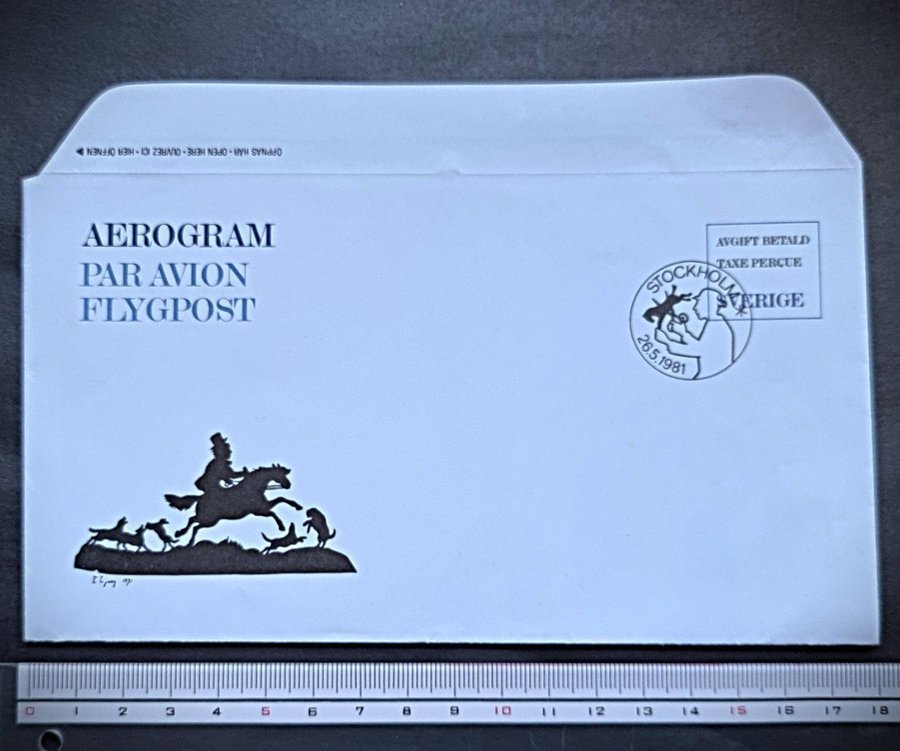 ÖPPNAS HÄR • OPEN HERE • OUVREZ ICI • HIER ÖFFNEN
AEROGRAM
PAR AVION
FLYGPOST
AVGIFT BETALD
TAXE PERCUE
SVERIGE
STOCKHOLM
26.5.1981
0 1 2 3 4 5 6 7 8 9 10 11 12 13 14 15 16 17 18